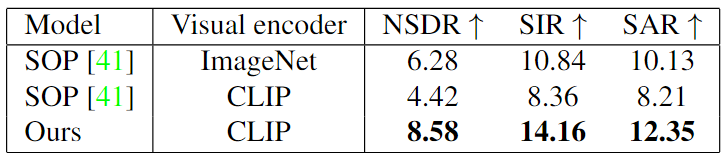 Model Visual encoder NSDR ↑ SIR ↑ SAR ↑
SOP [41] ImageNet 6.28 10.84 10.13
SOP [41] CLIP 4.42 8.36 8.21
Ours CLIP 8.58 14.16 12.35